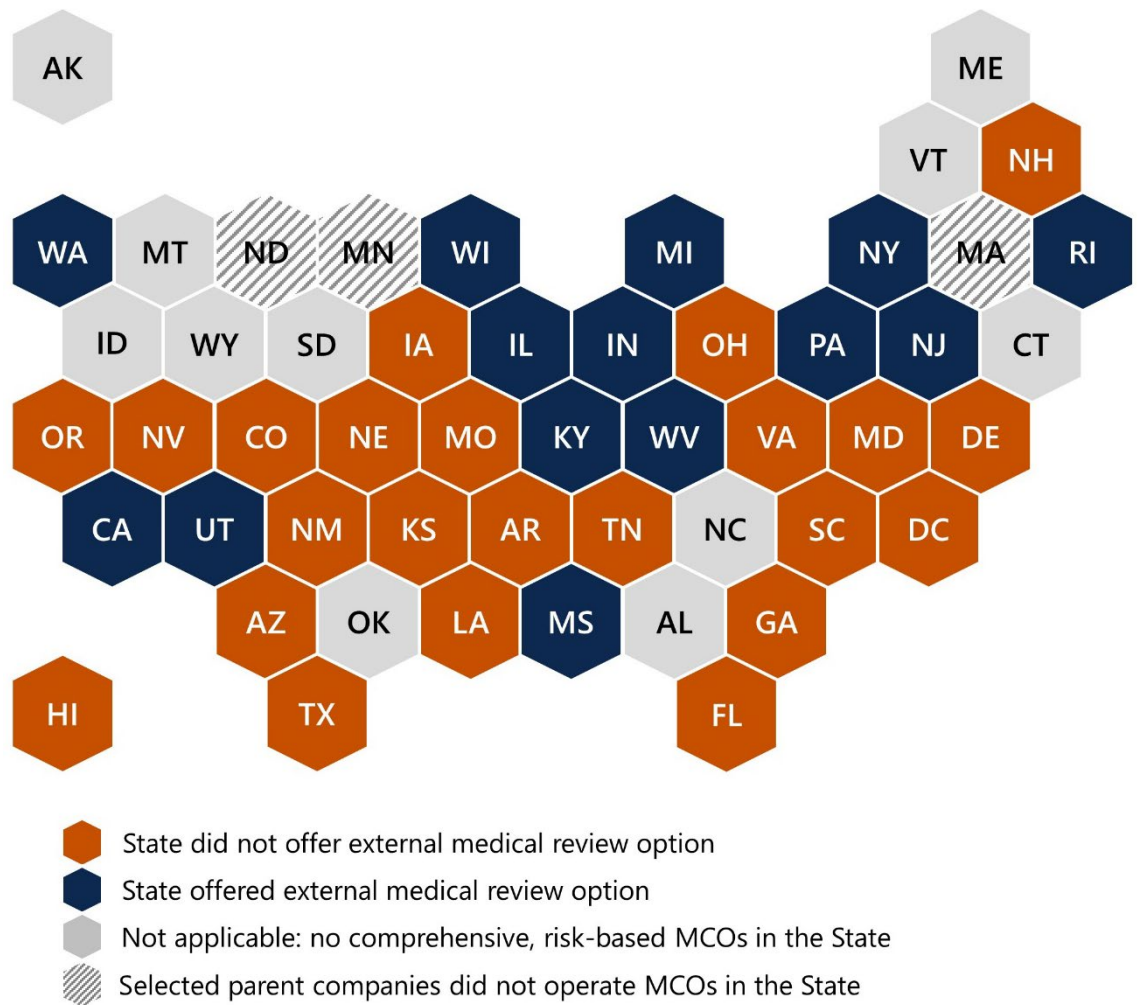 AK ME
VT NH
WA MT ND MN WI MI NY MA RI
ID WY SD IA IL IN OH PA NJ CT
OR NV CO NE MO KY WV VA MD DE
CA UT NM KS AR TN NC SC DC
AZ OK LA MS AL GA
HI TX FL
State did not offer external medical review option
State offered external medical review option
Not applicable: no comprehensive, risk-based MCOs in the State
Selected parent companies did not operate MCOs in the State